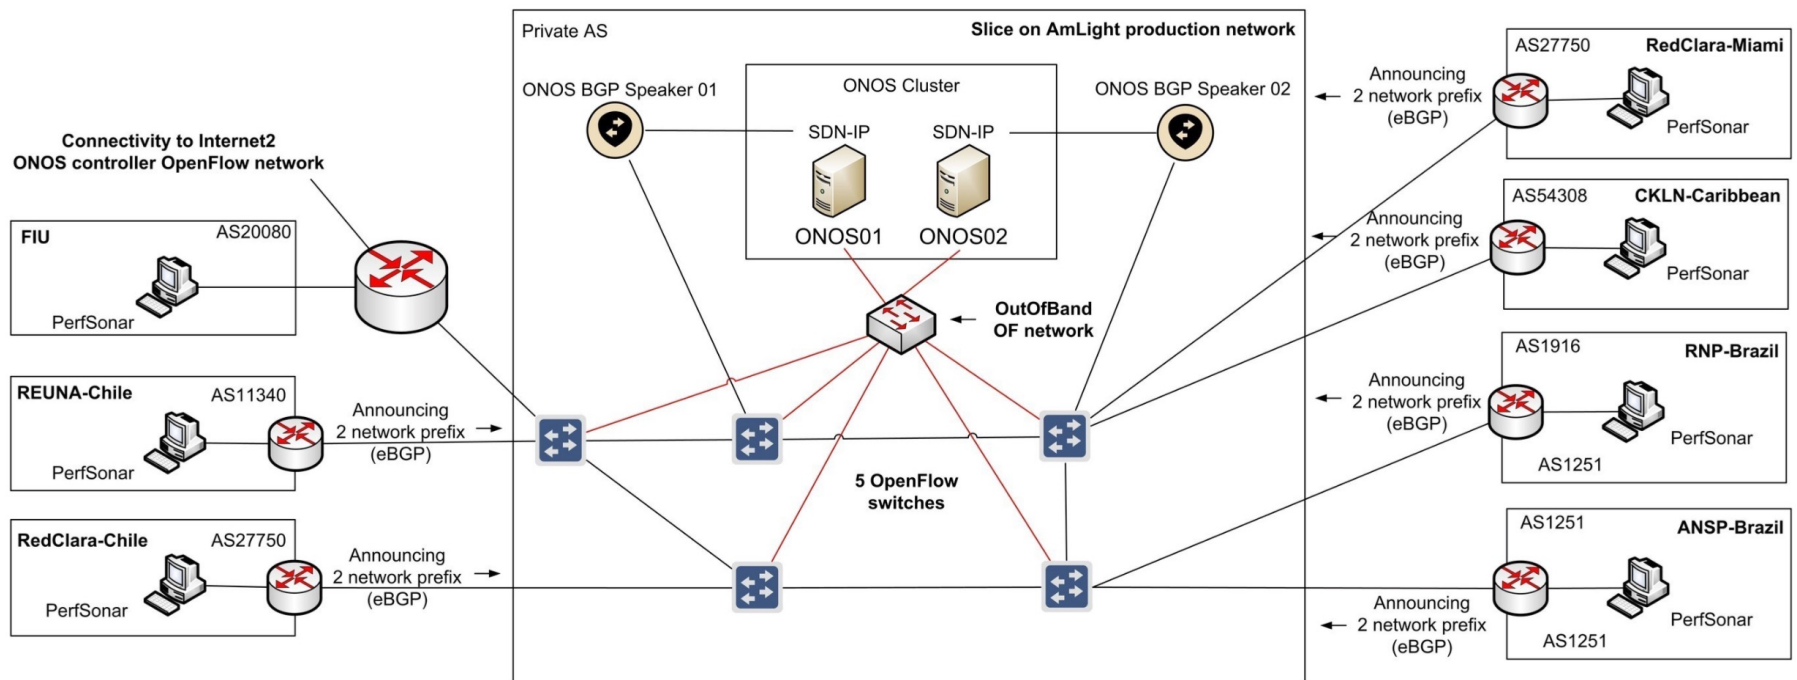 Private AS
Slice on AmLight production network
ONOS Cluster
ONOS BGP Speaker 01
ONOS BGP Speaker 02
SDN-IP
SDN-IP
ONOS01
ONOS02
OutOfBand
OF network
5 OpenFlow
switches
Connectivity to Internet2
ONOS controller OpenFlow network
FIU
AS20080
PerfSonar
REUNA-Chile
AS11340
PerfSonar
Announcing
2 network prefix
(eBGP)
RedClara-Chile
AS27750
PerfSonar
Announcing
2 network prefix
(eBGP)
Announcing
2 network prefix
(eBGP)
AS27750
RedClara-Miami
PerfSonar
Announcing
2 network prefix
(eBGP)
AS54308
CKLN-Caribbean
PerfSonar
Announcing
2 network prefix
(eBGP)
AS1916
RNP-Brazil
PerfSonar
AS1251
Announcing
2 network prefix
(eBGP)
AS1251
ANSP-Brazil
PerfSonar
AS1251